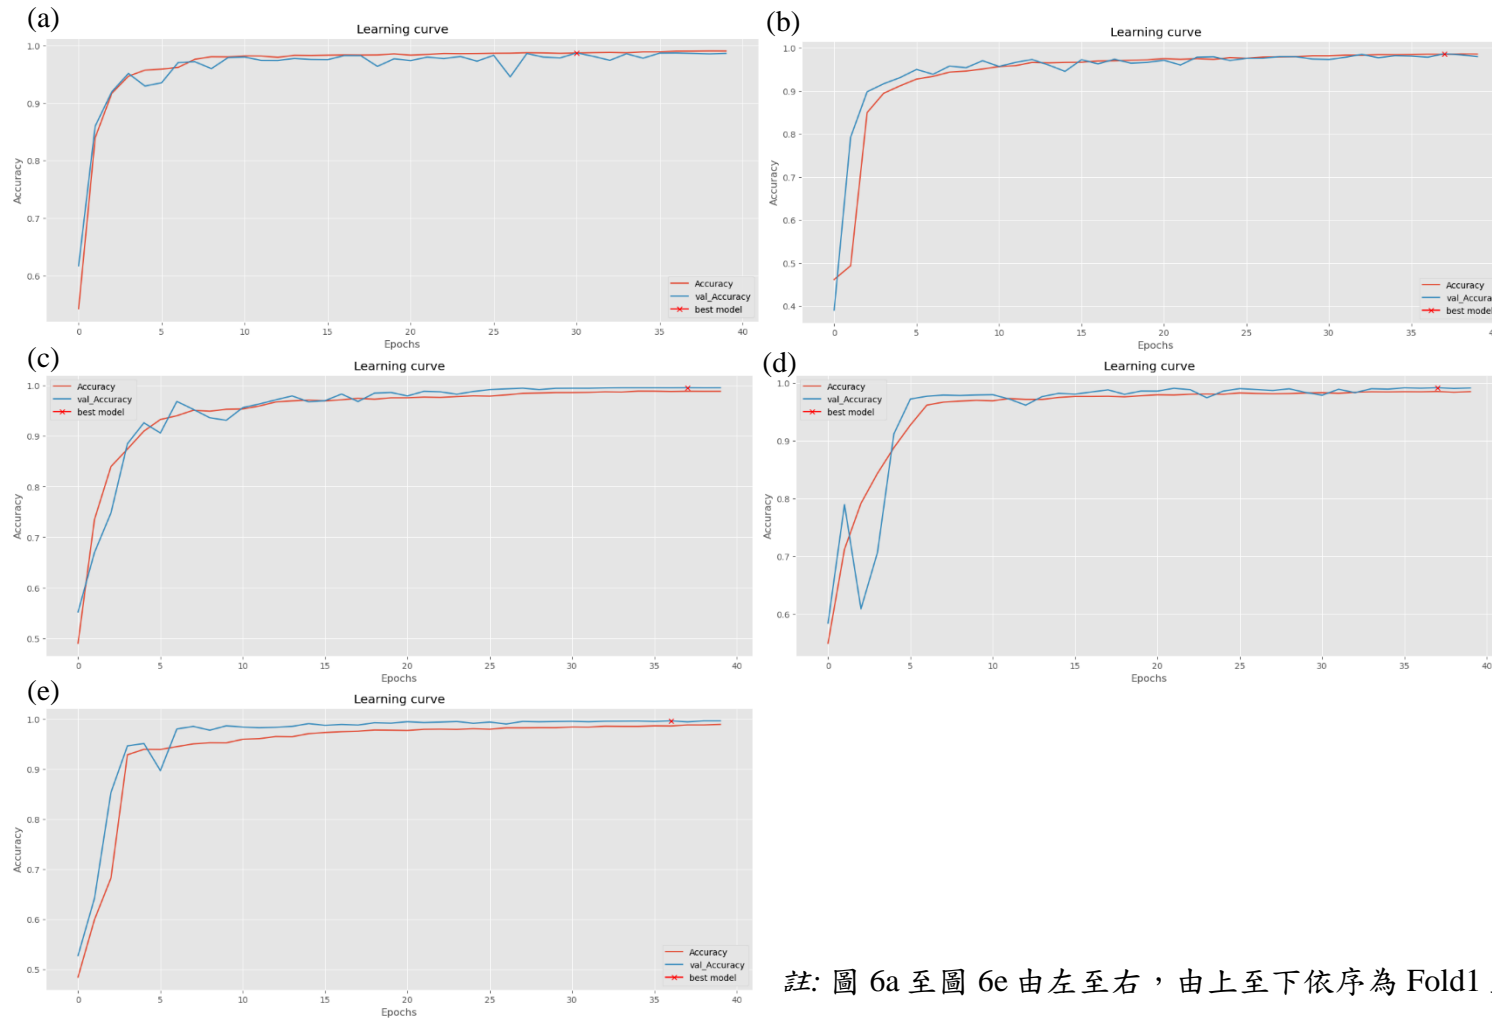 (a)
Learning curve
1.0
0.9
0.8
0.7
0.6
Accuracy
0 5 10 15 20 25 30 35 40
Epochs
Accuracy
val_Accuracy
best model
(b)
Learning curve
1.0
0.9
0.8
0.7
0.6
0.5
0.4
Accuracy
0 5 10 15 20 25 30 35
Epochs
Accuracy
val_Accura
best model
(c)
Learning curve
1.0
0.9
0.8
0.7
0.6
0.5
Accuracy
0 5 10 15 20 25 30 35 40
Epochs
Accuracy
val_Accuracy
best model
(d)
Learning curve
1.0
0.9
0.8
0.7
0.6
Accuracy
0 5 10 15 20 25 30 35 40
Epochs
Accuracy
val_Accuracy
best model
(e)
Learning curve
1.0
0.9
0.8
0.7
0.6
0.5
Accuracy
0 5 10 15 20 25 30 35 40
Epochs
Accuracy
val_Accuracy
best model
註: 圖 6a 至圖 6e 由左至右，由上至下依序為 Fold1